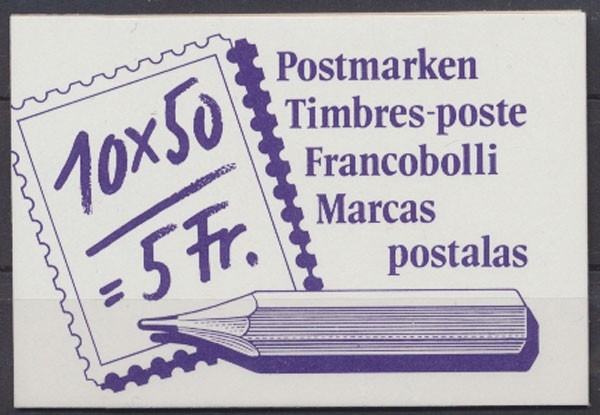 10x50
= 5 Fr.
Postmarken
Timbres-poste
Francobolli
Marcas
postalas